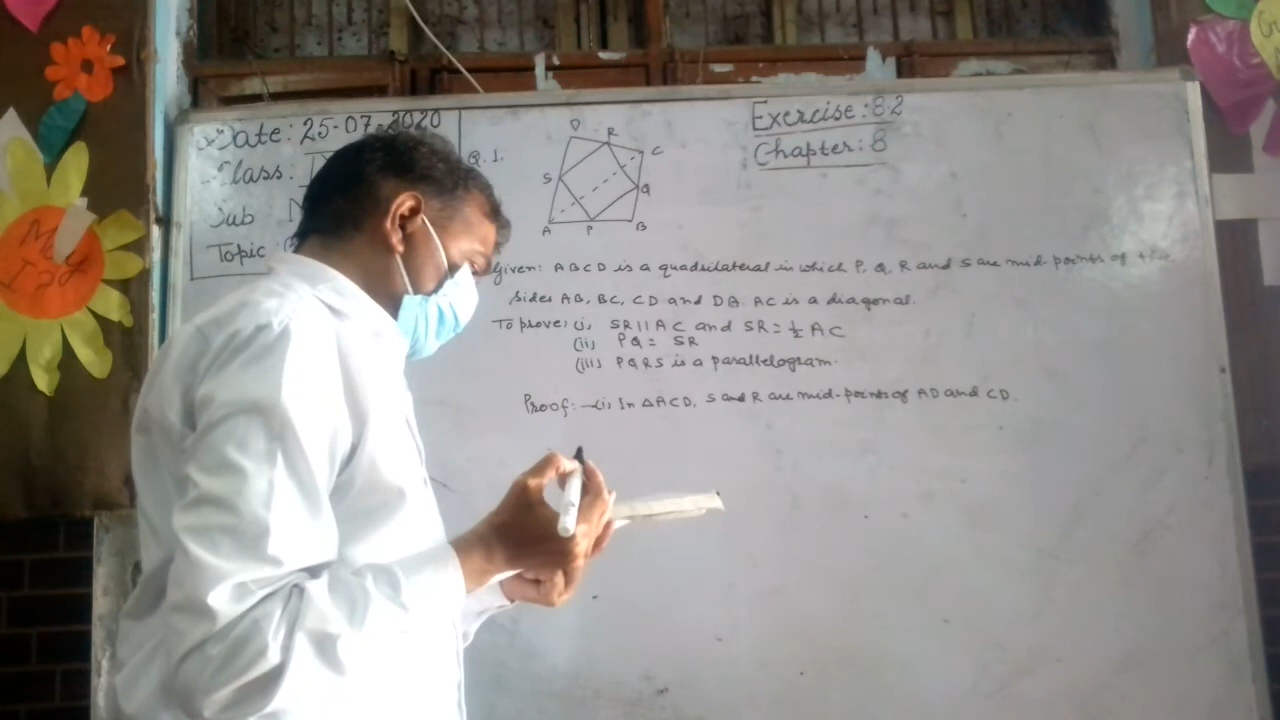 Date: 25-07-2020
Class:
Sub
Topic
Exercise: 8.2
Chapter: 8
Q.1.
D
R
C
S
Q
A
P
B
Given: ABCD is a quadrilateral in which P, Q, R and S are mid-points of the
sides AB, BC, CD and DA. AC is a diagonal.
To prove: (i) SR || AC and SR = 1/2 AC
(ii) PQ = SR
(iii) PQRS is a parallelogram.
Proof: - (i) In ΔACD, S and R are mid-points of AD and CD.